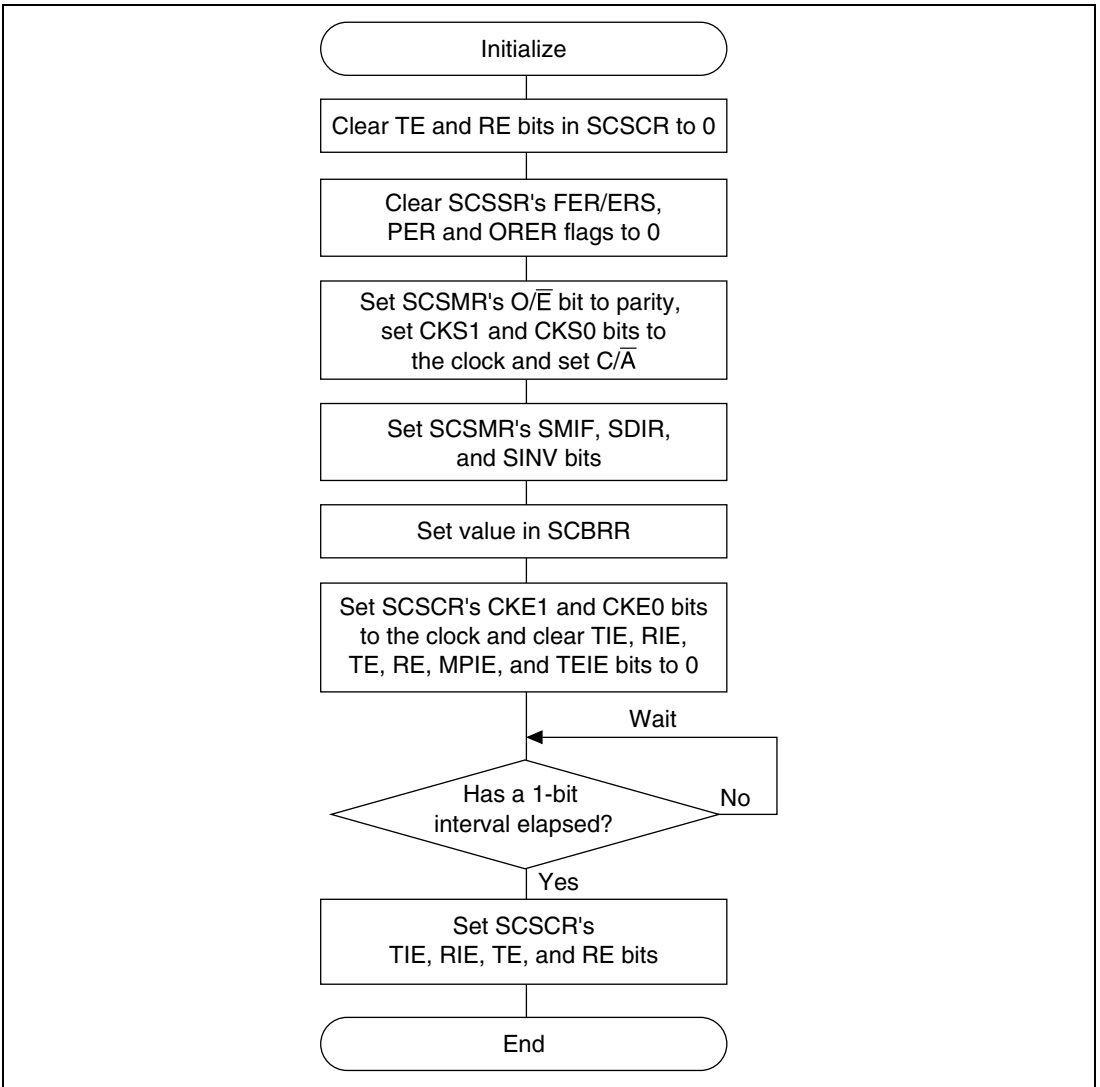 Initialize
Clear TE and RE bits in SCSCR to 0
Clear SCSSR's FER/ERS,
PER and ORER flags to 0
Set SCSMR's O/E̅ bit to parity,
set CKS1 and CKS0 bits to
the clock and set C/A̅
Set SCSMR's SMIF, SDIR,
and SINV bits
Set value in SCBRR
Set SCSCR's CKE1 and CKE0 bits
to the clock and clear TIE, RIE,
TE, RE, MPIE, and TEIE bits to 0
Wait
Has a 1-bit
interval elapsed?
No
Yes
Set SCSCR's
TIE, RIE, TE, and RE bits
End